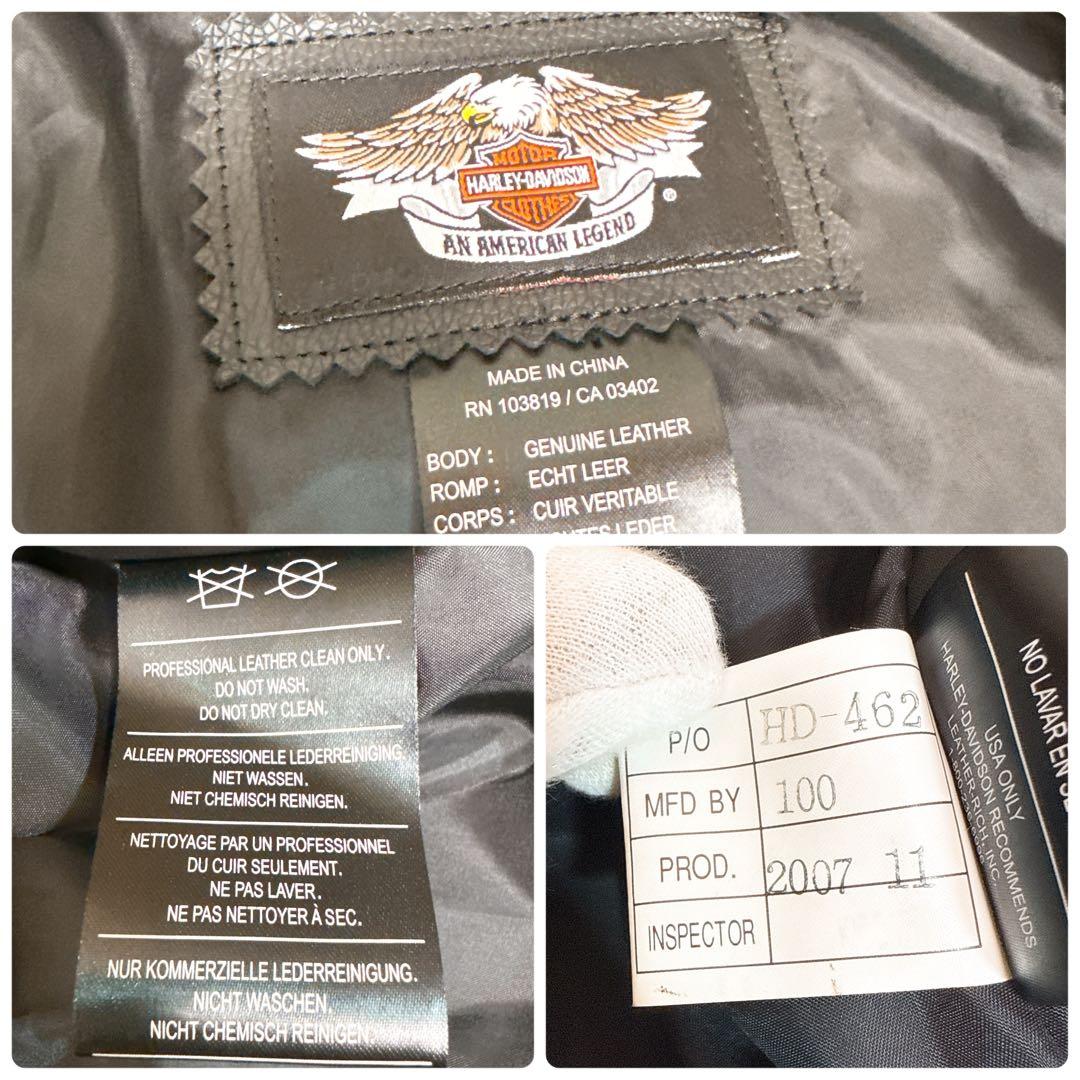 MOTOR
HARLEY-DAVIDSON
CLOTHES
AN AMERICAN LEGEND
®
MADE IN CHINA
RN 103819 / CA 03402
BODY : GENUINE LEATHER
ROMP : ECHT LEER
CORPS : CUIR VERITABLE
LEDER
PROFESSIONAL LEATHER CLEAN ONLY.
DO NOT WASH.
DO NOT DRY CLEAN.
ALLEEN PROFESSIONELE LEDERREINIGING.
NIET WASSEN.
NIET CHEMISCH REINIGEN.
NETTOYAGE PAR UN PROFESSIONNEL
DU CUIR SEULEMENT.
NE PAS LAVER.
NE PAS NETTOYER À SEC.
NUR KOMMERZIELLE LEDERREINIGUNG.
NICHT WASCHEN.
NICHT CHEMISCH REINIGEN.
P/O HD-462
MFD BY 100
PROD. 2007 11
INSPECTOR
NO LAVAR EN
USA ONLY
HARLEY-DAVIDSON RECOMMENDS
LEATHER-RICH, INC.